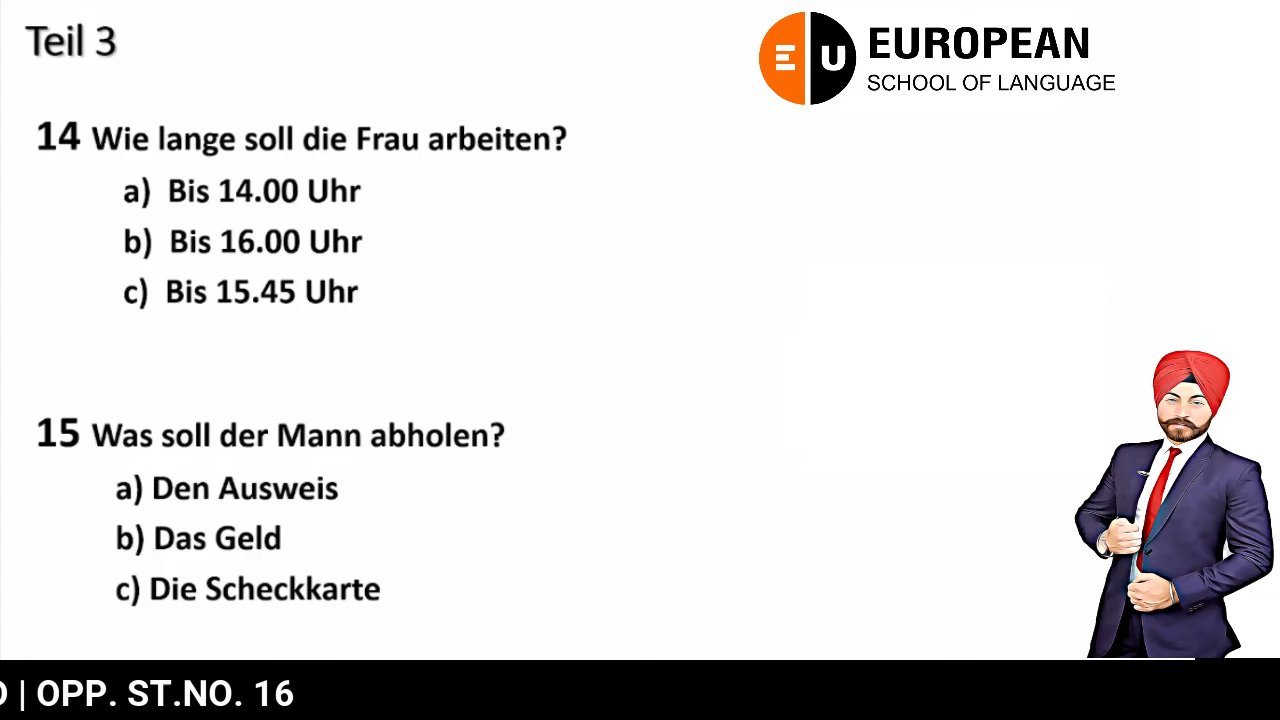 Teil 3
EU EUROPEAN
SCHOOL OF LANGUAGE
14 Wie lange soll die Frau arbeiten?
a) Bis 14.00 Uhr
b) Bis 16.00 Uhr
c) Bis 15.45 Uhr
15 Was soll der Mann abholen?
a) Den Ausweis
b) Das Geld
c) Die Scheckkarte
| OPP. ST.NO. 16